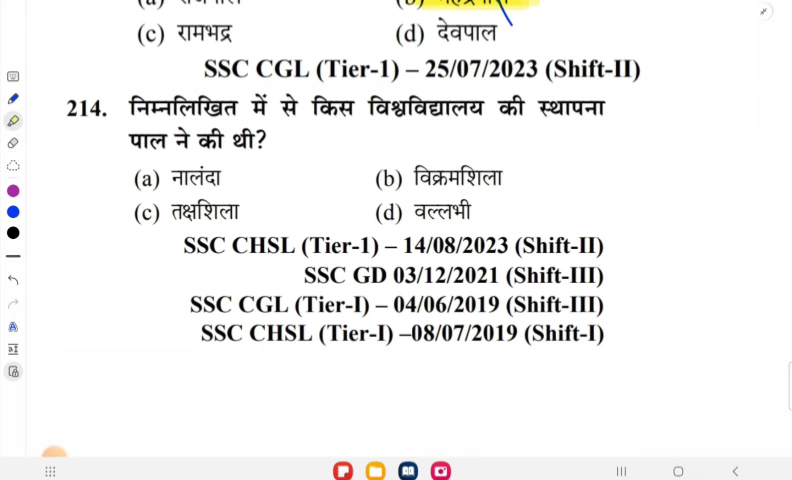 (c) रामभद्र (d) देवपाल
SSC CGL (Tier-1) – 25/07/2023 (Shift-II)
214. निम्नलिखित में से किस विश्वविद्यालय की स्थापना
पाल ने की थी?
(a) नालंदा (b) विक्रमशिला
(c) तक्षशिला (d) वल्लभी
SSC CHSL (Tier-1) – 14/08/2023 (Shift-II)
SSC GD 03/12/2021 (Shift-III)
SSC CGL (Tier-I) – 04/06/2019 (Shift-III)
SSC CHSL (Tier-I) –08/07/2019 (Shift-I)